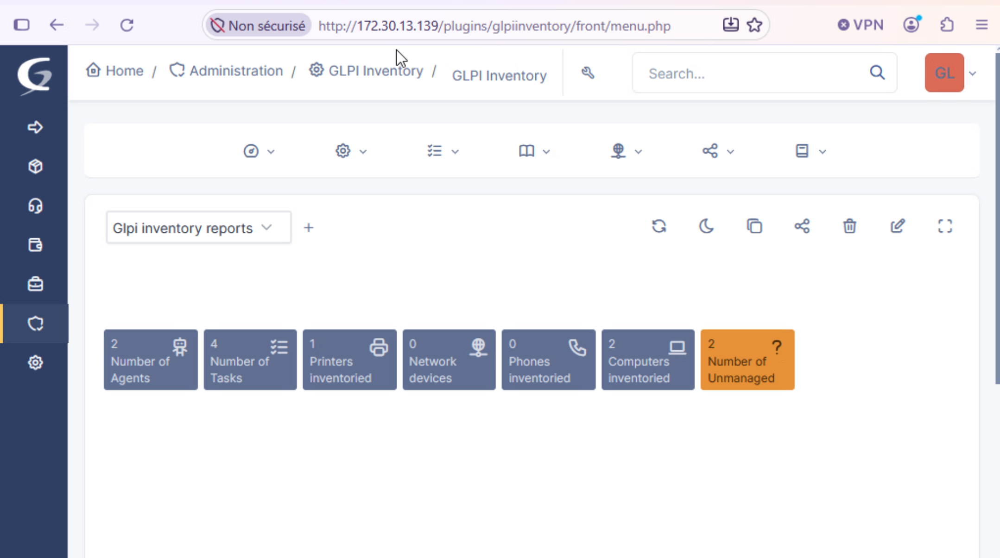 Non sécurisé http://172.30.13.139/plugins/glpiinventory/front/menu.php VPN
Home / Administration / GLPI Inventory / GLPI Inventory Search... GL
Glpi inventory reports +
2 Number of Agents
4 Number of Tasks
1 Printers inventoried
0 Network devices
0 Phones inventoried
2 Computers inventoried
2 Number of Unmanaged ?